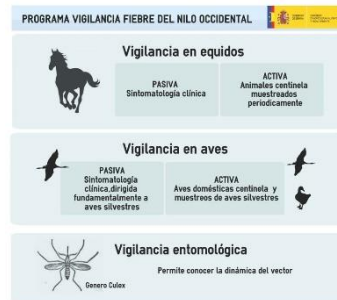 PROGRAMA VIGILANCIA FIEBRE DEL NILO OCCIDENTAL
Vigilancia en equidos
PASIVA
Sintomatología clínica
ACTIVA
Animales centinela
muestreados
periodicamente
Vigilancia en aves
PASIVA
Sintomatología
clínica,dirigida
fundamentalmente a
aves silvestres
ACTIVA
Aves domésticas centinela y
muestreos de aves silvestres
Vigilancia entomológica
Permite conocer la dinámica del vector
Genero Culox